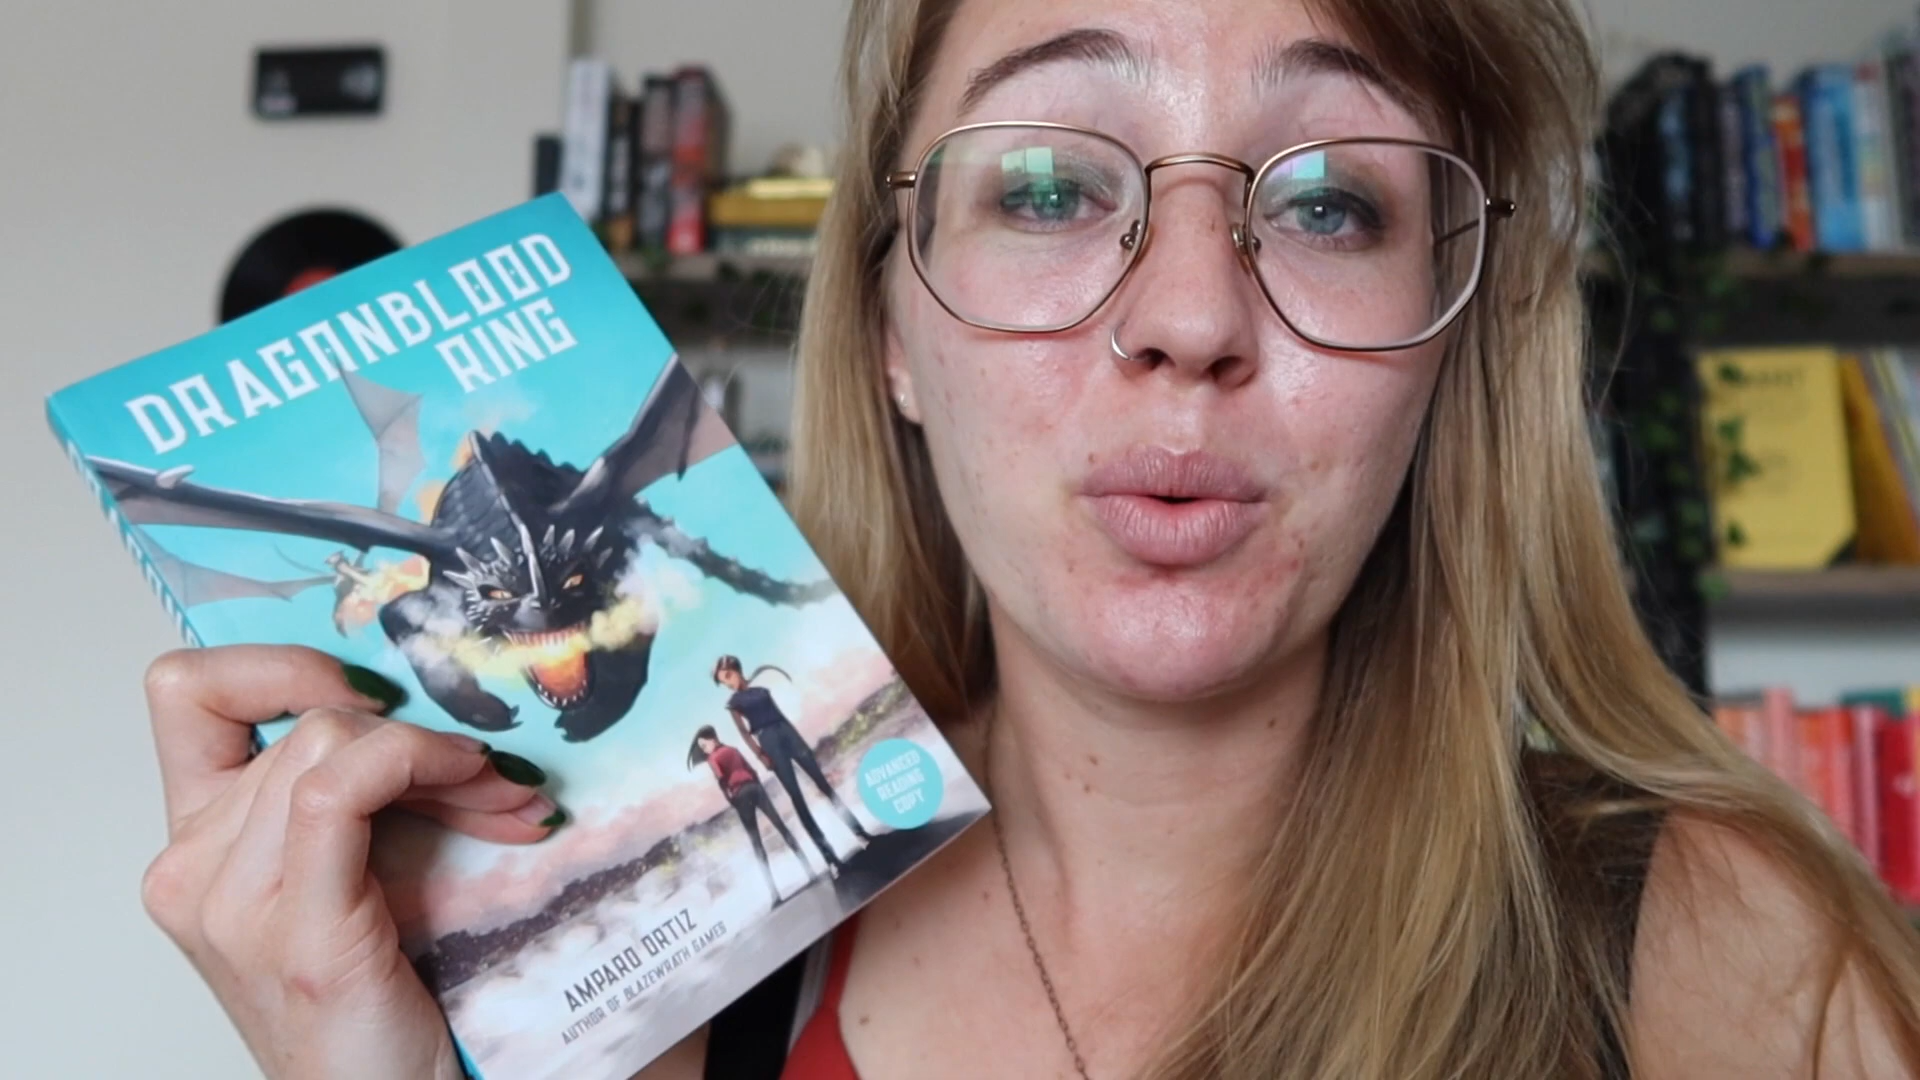 DRAGONBLOOD
RING
ADVANCED
READING
COPY
AMPARO ORTIZ
AUTHOR OF BLAZEWRATH GAMES